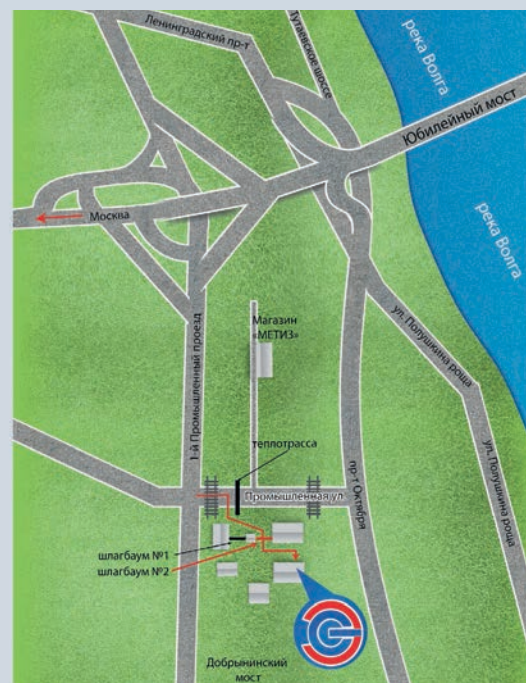 Ленинградский пр-т
Тутаевское шоссе
река Волга
Юбилейный мост
Москва
река Волга
1-й Промышленный проезд
Магазин
«МЕТИЗ»
ул. Полушкина роща
теплотрасса
Промышленная ул.
пр-т Октября
ул. Полушкина роща
шлагбаум №1
шлагбаум №2
Добрынинский
мост